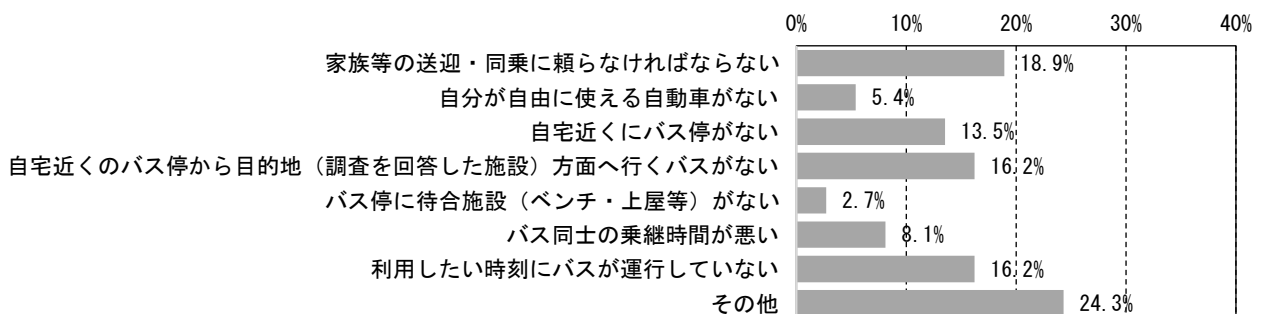 0% 10% 20% 30% 40%
家族等の送迎・同乗に頼らなければならない 18.9%
自分が自由に使える自動車がない 5.4%
自宅近くにバス停がない 13.5%
自宅近くのバス停から目的地（調査を回答した施設）方面へ行くバスがない 16.2%
バス停に待合施設（ベンチ・上屋等）がない 2.7%
バス同士の乗継時間が悪い 8.1%
利用したい時刻にバスが運行していない 16.2%
その他 24.3%